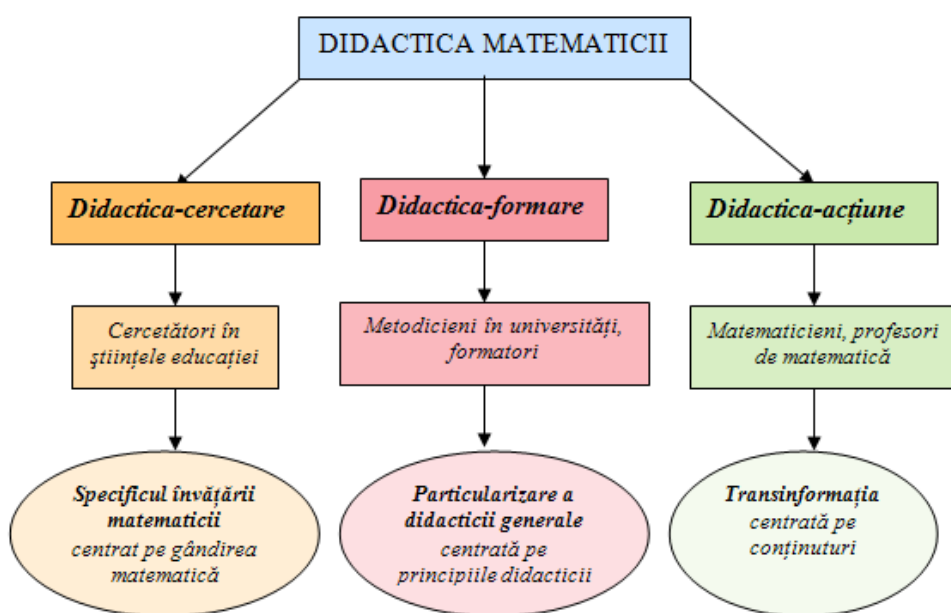 DIDACTICA MATEMATICII
Didactica-cercetare
Didactica-formare
Didactica-acțiune
Cercetători în
ştiințele educației
Metodicieni în universități,
formatori
Matematicieni, profesori
de matematică
Specificul învățării
matematicii
centrat pe gândirea
matematică
Particularizare a
didacticii generale
centrată pe
principiile didacticii
Transinformația
centrată pe
conținuturi